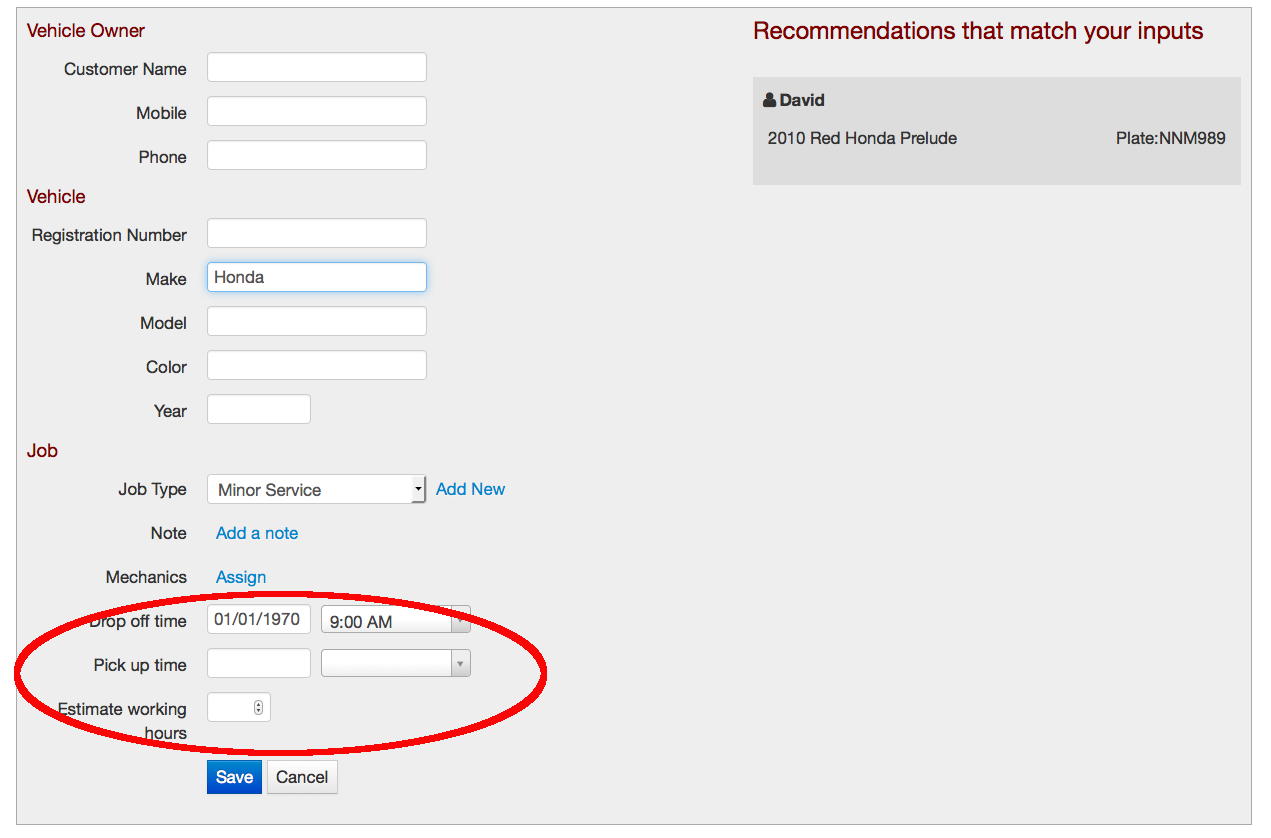 Vehicle Owner
Customer Name
Mobile
Phone
Vehicle
Registration Number
Make Honda
Model
Color
Year
Job
Job Type Minor Service Add New
Note Add a note
Mechanics Assign
Drop off time 01/01/1970 9:00 AM
Pick up time
Estimate working
hours
Save Cancel
Recommendations that match your inputs
David
2010 Red Honda Prelude Plate:NNM989